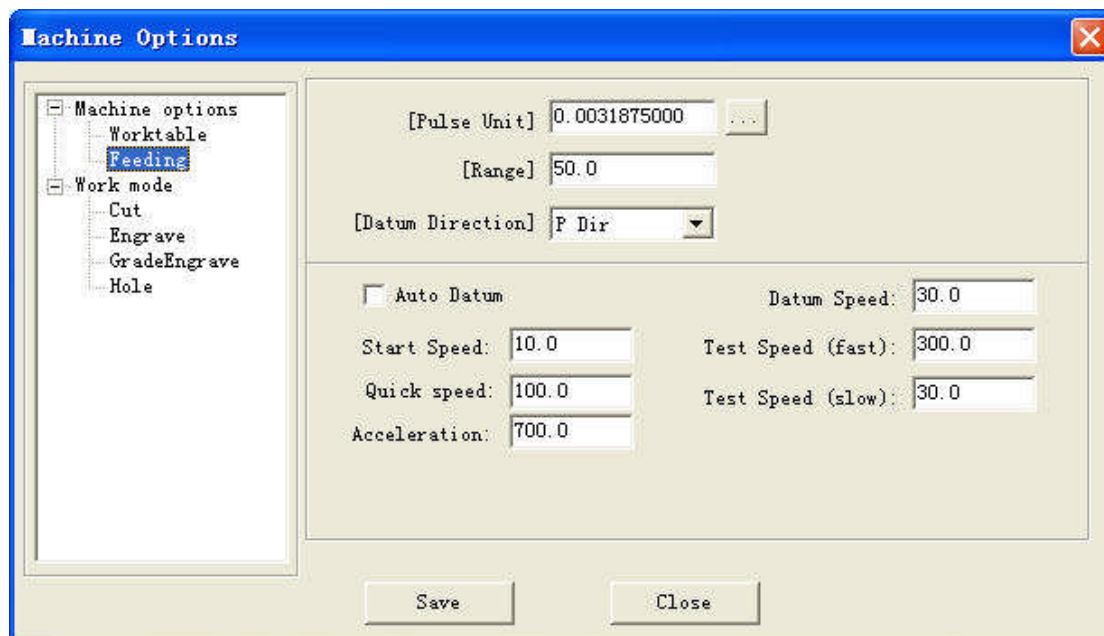 Machine Options
Machine options
Worktable
Feeding
Work mode
Cut
Engrave
GradeEngrave
Hole
[Pulse Unit] 0.0031875000 ...
[Range] 50.0
[Datum Direction] P Dir
Auto Datum
Datum Speed: 30.0
Start Speed: 10.0
Test Speed (fast): 300.0
Quick speed: 100.0
Test Speed (slow): 30.0
Acceleration: 700.0
Save
Close